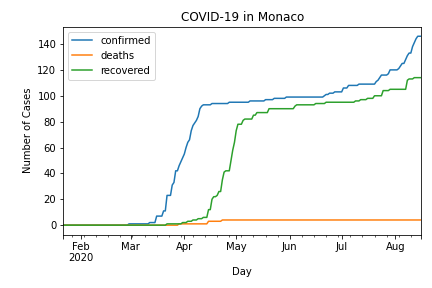 COVID-19 in Monaco
confirmed
deaths
recovered
Number of Cases
140
120
100
80
60
40
20
0
Feb
2020
Mar
Apr
May
Jun
Jul
Aug
Day